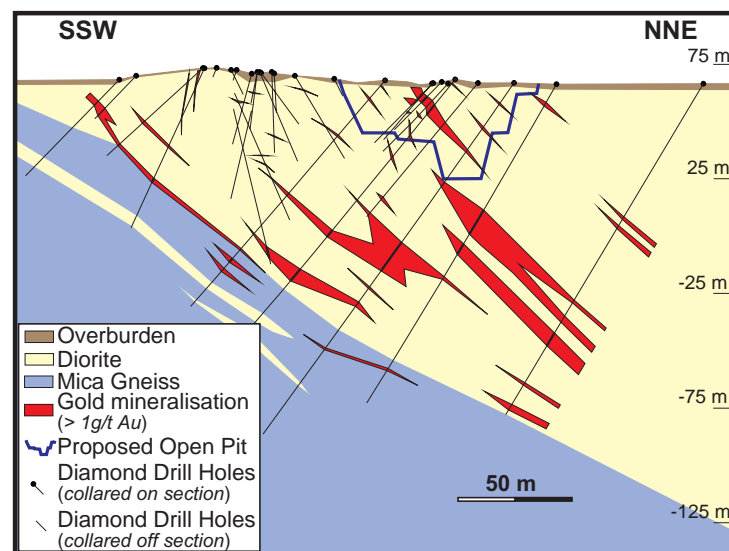 SSW
NNE
75 m
25 m
-25 m
-75 m
-125 m
Overburden
Diorite
Mica Gneiss
Gold mineralisation
(> 1g/t Au)
Proposed Open Pit
Diamond Drill Holes
(collared on section)
Diamond Drill Holes
(collared off section)
50 m